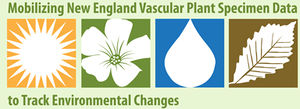 Mobilizing New England Vascular Plant Specimen Data
to Track Environmental Changes